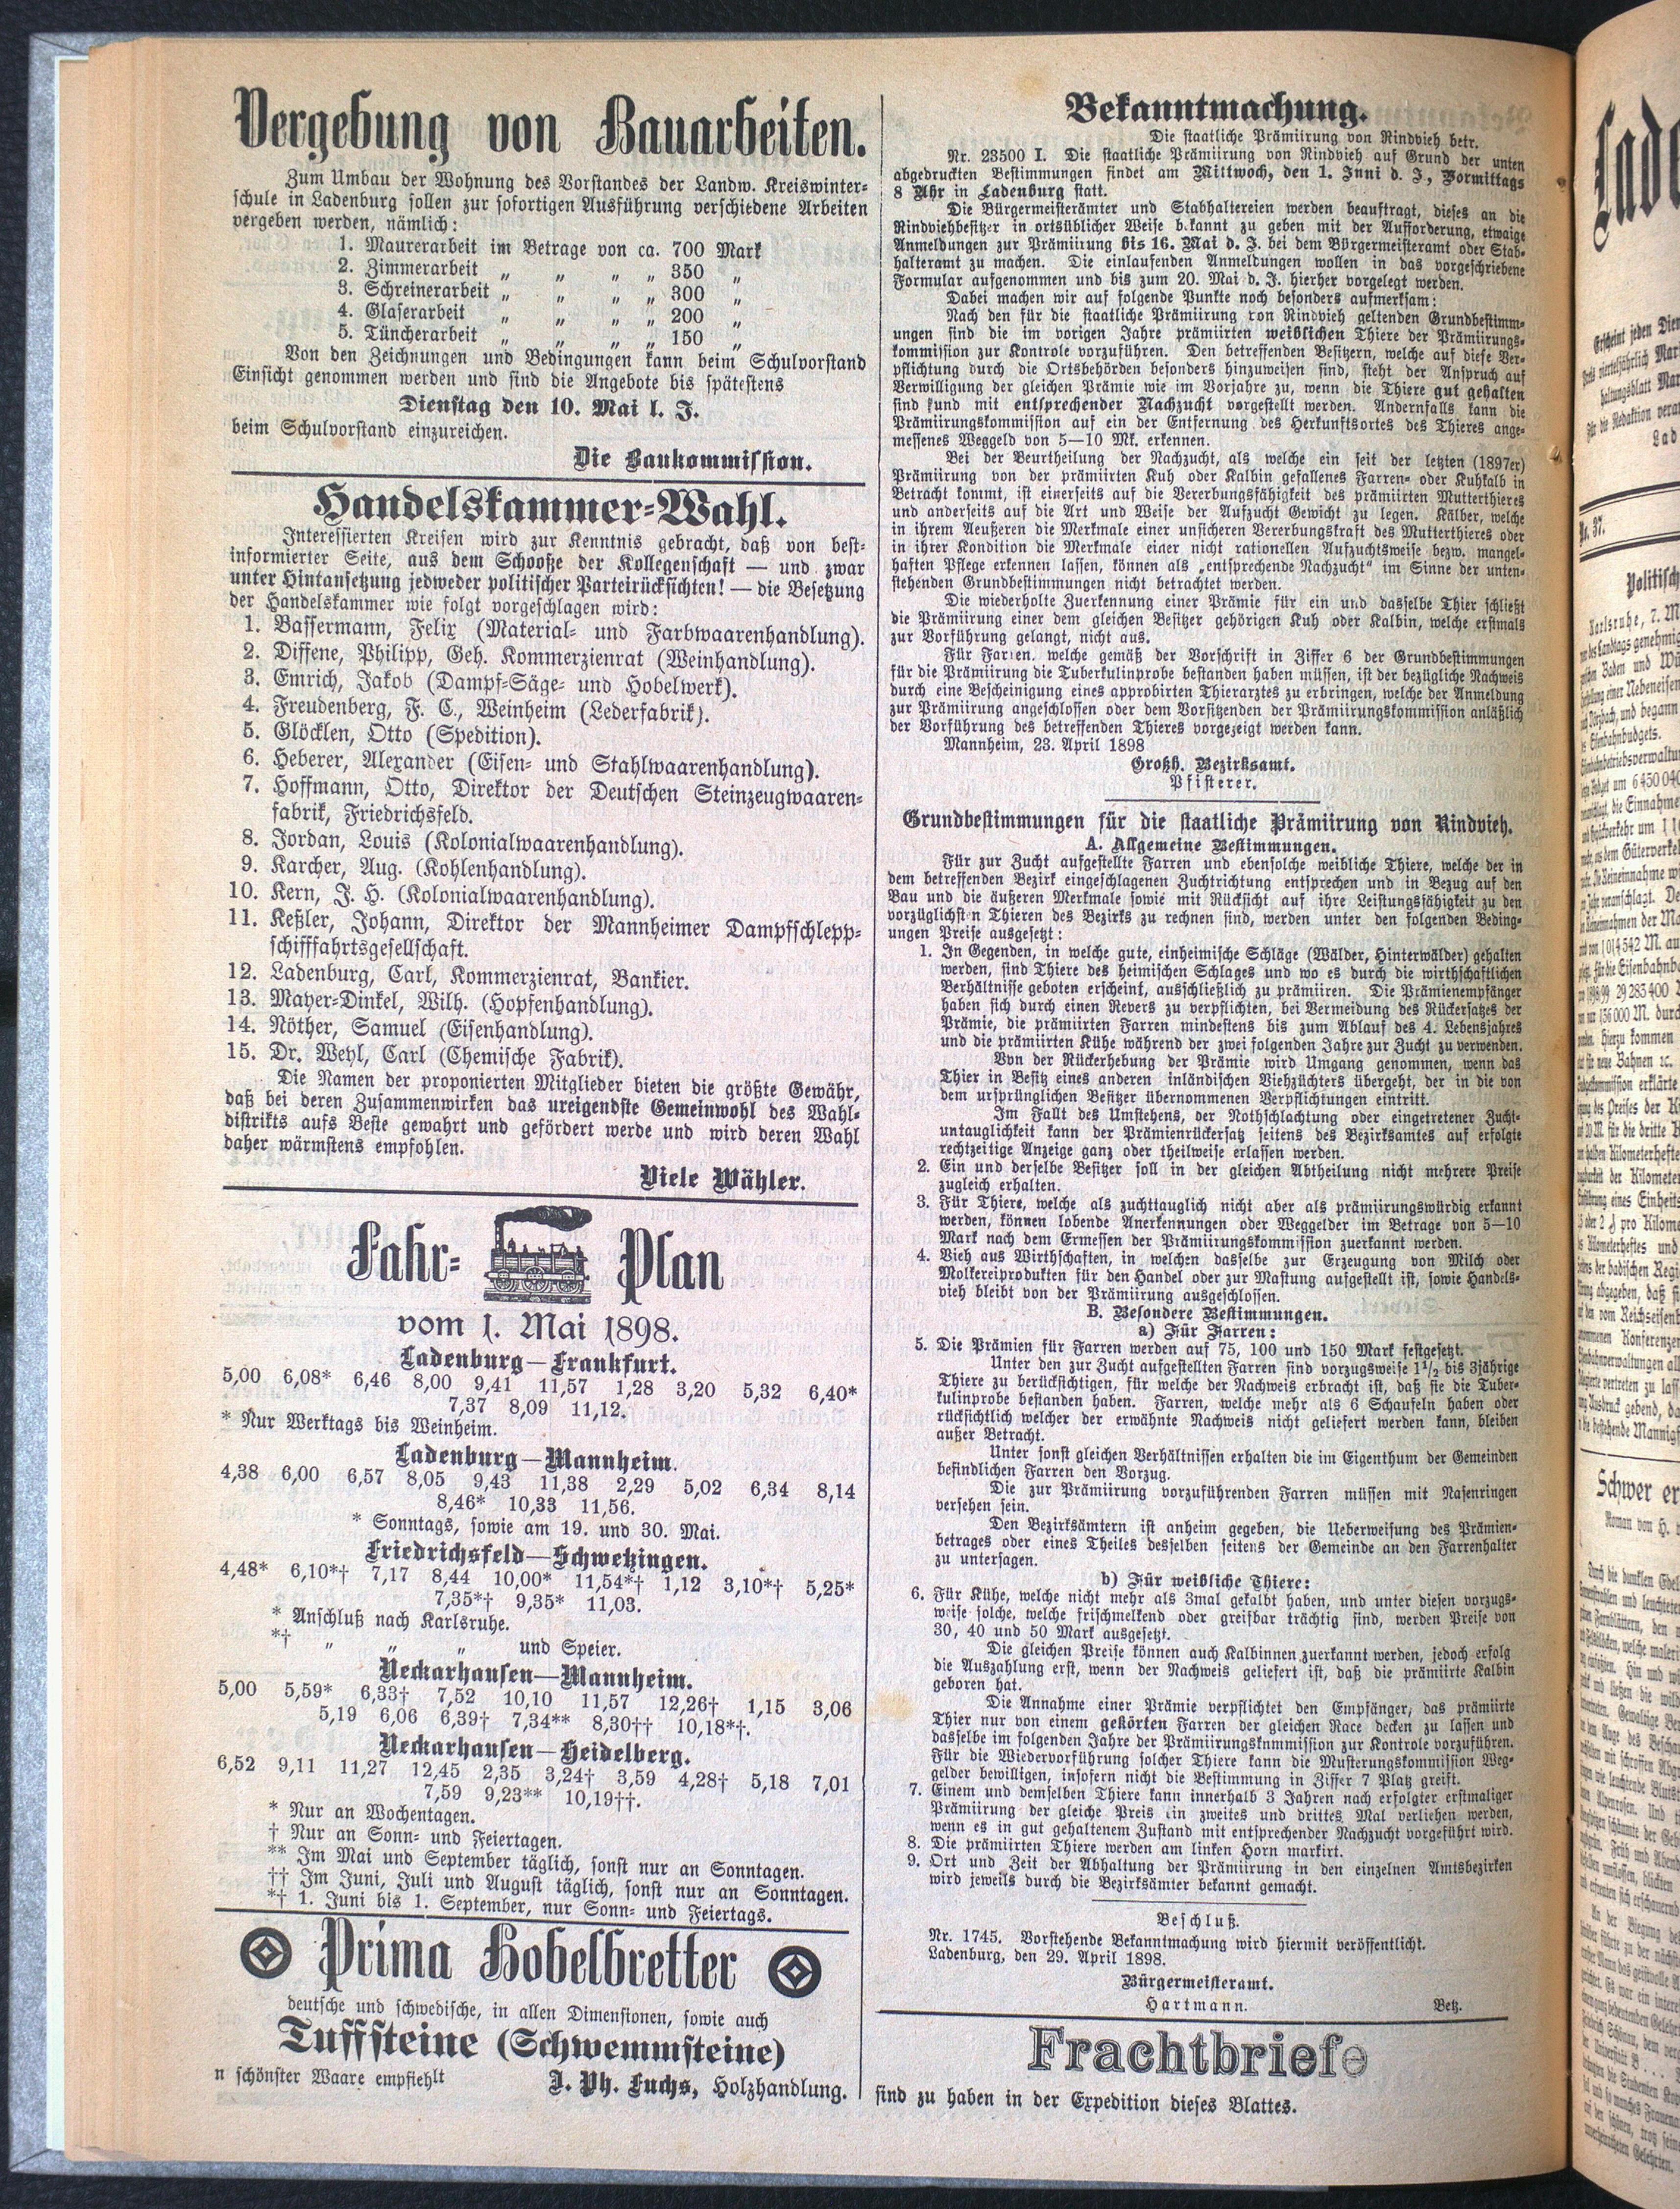 Vergebung von Bauarbeiten.
Zum Umbau der Wohnung des Vorstandes der Landw. Kreiswinter-
schule in Ladenburg sollen zur sofortigen Ausführung verschiedene Arbeiten
vergeben werden, nämlich:
1. Maurerarbeit im Betrage von ca. 700 Mark
2. Zimmerarbeit „ „ „ „ 350 „
3. Schreinerarbeit „ „ „ „ 300 „
4. Glaserarbeit „ „ „ „ 200 „
5. Tüncherarbeit „ „ „ „ 150 „
Von den Zeichnungen und Bedingungen kann beim Schulvorstand
Einsicht genommen werden und sind die Angebote bis spätestens
Dienstag den 10. Mai l. J.
beim Schulvorstand einzureichen.
Die Baukommission.
Handelskammer-Wahl.
Interessierten Kreisen wird zur Kenntnis gebracht, daß von best-
informierter Seite, aus dem Schooße der Kollegenschaft — und zwar
unter Hintansetzung jedweder politischer Parteirücksichten! — die Besetzung
der Handelskammer wie folgt vorgeschlagen wird:
1. Bassermann, Felix (Material- und Farbwaarenhandlung).
2. Diffene, Philipp, Geh. Kommerzienrat (Weinhandlung).
3. Emrich, Jakob (Dampf-Säge- und Hobelwerk).
4. Freudenberg, F. C., Weinheim (Lederfabrik).
5. Glöcklen, Otto (Spedition).
6. Heberer, Alexander (Eisen- und Stahlwaarenhandlung).
7. Hoffmann, Otto, Direktor der Deutschen Steinzeugwaaren-
fabrik, Friedrichsfeld.
8. Jordan, Louis (Kolonialwaarenhandlung).
9. Karcher, Aug. (Kohlenhandlung).
10. Kern, J. H. (Kolonialwaarenhandlung).
11. Keßler, Johann, Direktor der Mannheimer Dampfschlepp-
schifffahrtsgesellschaft.
12. Ladenburg, Carl, Kommerzienrat, Bankier.
13. Mayer-Dinkel, Wilh. (Hopfenhandlung).
14. Nöther, Samuel (Eisenhandlung).
15. Dr. Weyl, Carl (Chemische Fabrik).
Die Namen der proponierten Mitglieder bieten die größte Gewähr,
daß bei deren Zusammenwirken das ureigendste Gemeinwohl des Wahl-
distrikts aufs Beste gewahrt und gefördert werde und wird deren Wahl
daher wärmstens empfohlen.
Viele Wähler.
Fahr- Plan
vom 1. Mai 1898.
Ladenburg—Frankfurt.
5,00 6,08* 6,46 8,00 9,41 11,57 1,28 3,20 5,32 6,40*
7,37 8,09 11,12.
* Nur Werktags bis Weinheim.
Ladenburg—Mannheim.
4,38 6,00 6,57 8,05 9,43 11,38 2,29 5,02 6,34 8,14
8,46* 10,33 11,56.
* Sonntags, sowie am 19. und 30. Mai.
Friedrichsfeld—Schwetzingen.
4,48* 6,10*† 7,17 8,44 10,00* 11,54*† 1,12 3,10*† 5,25*
7,35*† 9,35* 11,03.
* Anschluß nach Karlsruhe.
*† „ „ „ und Speier.
Neckarhausen—Mannheim.
5,00 5,59* 6,33† 7,52 10,10 11,57 12,26† 1,15 3,06
5,19 6,06 6,39† 7,34** 8,30†† 10,18*†.
Neckarhausen—Heidelberg.
6,52 9,11 11,27 12,45 2,35 3,24† 3,59 4,28† 5,18 7,01
7,59 9,23** 10,19††.
* Nur an Wochentagen.
† Nur an Sonn- und Feiertagen.
** Im Mai und September täglich, sonst nur an Sonntagen.
†† Im Juni, Juli und August täglich, sonst nur an Sonntagen.
*† 1. Juni bis 1. September, nur Sonn- und Feiertags.
Prima Hobelbretter
deutsche und schwedische, in allen Dimensionen, sowie auch
Tuffsteine (Schwemmsteine)
n schönster Waare empfiehlt
J. Ph. Fuchs, Holzhandlung.
Bekanntmachung.
Die staatliche Prämiirung von Rindvieh betr.
Nr. 23500 I. Die staatliche Prämiirung von Rindvieh auf Grund der unten
abgedruckten Bestimmungen findet am Mittwoch, den 1. Juni d. J., Vormittags
8 Uhr in Ladenburg statt.
Die Bürgermeisterämter und Stabhaltereien werden beauftragt, dieses an die
Rindviehbesitzer in ortsüblicher Weise b.kannt zu geben mit der Aufforderung, etwaige
Anmeldungen zur Prämiirung bis 16. Mai d. J. bei dem Bürgermeisteramt oder Stab-
halteramt zu machen. Die einlaufenden Anmeldungen wollen in das vorgeschriebene
Formular aufgenommen und bis zum 20. Mai d. J. hierher vorgelegt werden.
Dabei machen wir auf folgende Punkte noch besonders aufmerksam:
Nach den für die staatliche Prämiirung von Rindvieh geltenden Grundbestimm-
ungen sind die im vorigen Jahre prämiirten weiblichen Thiere der Prämiirungs-
kommission zur Kontrole vorzuführen. Den betreffenden Besitzern, welche auf diese Ver-
pflichtung durch die Ortsbehörden besonders hinzuweisen sind, steht der Anspruch auf
Verwilligung der gleichen Prämie wie im Vorjahre zu, wenn die Thiere gut gehalten
sind und mit entsprechender Nachzucht vorgestellt werden. Andernfalls kann die
Prämiirungskommission auf ein der Entfernung des Herkunftsortes des Thieres ange-
messenes Weggeld von 5—10 Mk. erkennen.
Bei der Beurtheilung der Nachzucht, als welche ein seit der letzten (1897er)
Prämiirung von der prämiirten Kuh oder Kalbin gefallenes Farren- oder Kuhkalb in
Betracht kommt, ist einerseits auf die Vererbungsfähigkeit des prämiirten Mutterthieres
und anderseits auf die Art und Weise der Aufzucht Gewicht zu legen. Kälber, welche
in ihrem Aeußeren die Merkmale einer unsicheren Vererbungskraft des Mutterthieres oder
in ihrer Kondition die Merkmale einer nicht rationellen Aufzuchtsweise bezw. mangel-
haften Pflege erkennen lassen, können als „entsprechende Nachzucht“ im Sinne der unten-
stehenden Grundbestimmungen nicht betrachtet werden.
Die wiederholte Zuerkennung einer Prämie für ein und dasselbe Thier schließt
die Prämiirung einer dem gleichen Besitzer gehörigen Kuh oder Kalbin, welche erstmals
zur Vorführung gelangt, nicht aus.
Für Farren, welche gemäß der Vorschrift in Ziffer 6 der Grundbestimmungen
für die Prämiirung die Tuberkulinprobe bestanden haben müssen, ist der bezügliche Nachweis
durch eine Bescheinigung eines approbirten Thierarztes zu erbringen, welche der Anmeldung
zur Prämiirung angeschlossen oder dem Vorsitzenden der Prämiirungskommission anläßlich
der Vorführung des betreffenden Thieres vorgezeigt werden kann.
Mannheim, 23. April 1898
Großh. Bezirksamt.
Pfisterer.
Grundbestimmungen für die staatliche Prämiirung von Rindvieh.
A. Allgemeine Bestimmungen.
Für zur Zucht aufgestellte Farren und ebensolche weibliche Thiere, welche der in
dem betreffenden Bezirk eingeschlagenen Zuchtrichtung entsprechen und in Bezug auf den
Bau und die äußeren Merkmale sowie mit Rücksicht auf ihre Leistungsfähigkeit zu den
vorzüglichst n Thieren des Bezirks zu rechnen sind, werden unter den folgenden Beding-
ungen Preise ausgesetzt:
1. In Gegenden, in welche gute, einheimische Schläge (Wälder, Hinterwälder) gehalten
werden, sind Thiere des heimischen Schlages und wo es durch die wirthschaftlichen
Verhältnisse geboten erscheint, ausschließlich zu prämiiren. Die Prämienempfänger
haben sich durch einen Revers zu verpflichten, bei Vermeidung des Rückersatzes der
Prämie, die prämiirten Farren mindestens bis zum Ablauf des 4. Lebensjahres
und die prämiirten Kühe während der zwei folgenden Jahre zur Zucht zu verwenden.
Von der Rückerhebung der Prämie wird Umgang genommen, wenn das
Thier in Besitz eines anderen inländischen Viehzüchters übergeht, der in die von
dem ursprünglichen Besitzer übernommenen Verpflichtungen eintritt.
Im Fallt des Umstehens, der Nothschlachtung oder eingetretener Zucht-
untauglichkeit kann der Prämienrückersatz seitens des Bezirksamtes auf erfolgte
rechtzeitige Anzeige ganz oder theilweise erlassen werden.
2. Ein und derselbe Besitzer soll in der gleichen Abtheilung nicht mehrere Preise
zugleich erhalten.
3. Für Thiere, welche als zuchttauglich nicht aber als prämiirungswürdig erkannt
werden, können lobende Anerkennungen oder Weggelder im Betrage von 5—10
Mark nach dem Ermessen der Prämiirungskommission zuerkannt werden.
4. Vieh aus Wirthschaften, in welchen dasselbe zur Erzeugung von Milch oder
Molkereiprodukten für den Handel oder zur Mastung aufgestellt ist, sowie Handels-
vieh bleibt von der Prämiirung ausgeschlossen.
B. Besondere Bestimmungen.
a) Für Farren:
5. Die Prämien für Farren werden auf 75, 100 und 150 Mark festgesetzt.
Unter den zur Zucht aufgestellten Farren sind vorzugsweise 1½ bis 3jährige
Thiere zu berücksichtigen, für welche der Nachweis erbracht ist, daß sie die Tuber-
kulinprobe bestanden haben. Farren, welche mehr als 6 Schaufeln haben oder
rücksichtlich welcher der erwähnte Nachweis nicht geliefert werden kann, bleiben
außer Betracht.
Unter sonst gleichen Verhältnissen erhalten die im Eigenthum der Gemeinden
befindlichen Farren den Vorzug.
Die zur Prämiirung vorzuführenden Farren müssen mit Nasenringen
versehen sein.
Den Bezirksämtern ist anheim gegeben, die Ueberweisung des Prämien-
betrages oder eines Theiles desselben seitens der Gemeinde an den Farrenhalter
zu untersagen.
b) Für weibliche Thiere:
6. Für Kühe, welche nicht mehr als 3mal gekalbt haben, und unter diesen vorzugs-
weise solche, welche frischmelkend oder greifbar trächtig sind, werden Preise von
30, 40 und 50 Mark ausgesetzt.
Die gleichen Preise können auch Kalbinnen zuerkannt werden, jedoch erfolg
die Auszahlung erst, wenn der Nachweis geliefert ist, daß die prämiirte Kalbin
geboren hat.
Die Annahme einer Prämie verpflichtet den Empfänger, das prämiirte
Thier nur von einem gekörten Farren der gleichen Race decken zu lassen und
dasselbe im folgenden Jahre der Prämiirungskommission zur Kontrole vorzuführen.
Für die Wiedervorführung solcher Thiere kann die Musterungskommission Weg-
gelder bewilligen, insofern nicht die Bestimmung in Ziffer 7 Platz greift.
7. Einem und demselben Thiere kann innerhalb 3 Jahren nach erfolgter erstmaliger
Prämiirung der gleiche Preis ein zweites und drittes Mal verliehen werden,
wenn es in gut gehaltenem Zustand mit entsprechender Nachzucht vorgeführt wird.
8. Die prämiirten Thiere werden am linken Horn markirt.
9. Ort und Zeit der Abhaltung der Prämiirung in den einzelnen Amtsbezirken
wird jeweils durch die Bezirksämter bekannt gemacht.
Beschluß.
Nr. 1745. Vorstehende Bekanntmachung wird hiermit veröffentlicht.
Ladenburg, den 29. April 1898.
Bürgermeisteramt.
Hartmann. Betz.
Frachtbriefe
sind zu haben in der Expedition dieses Blattes.
Lade
Erscheint jeden Dien
Nr. 37.
Politisch
Karlsruhe, 7. M
Schwer er
Roman von H.